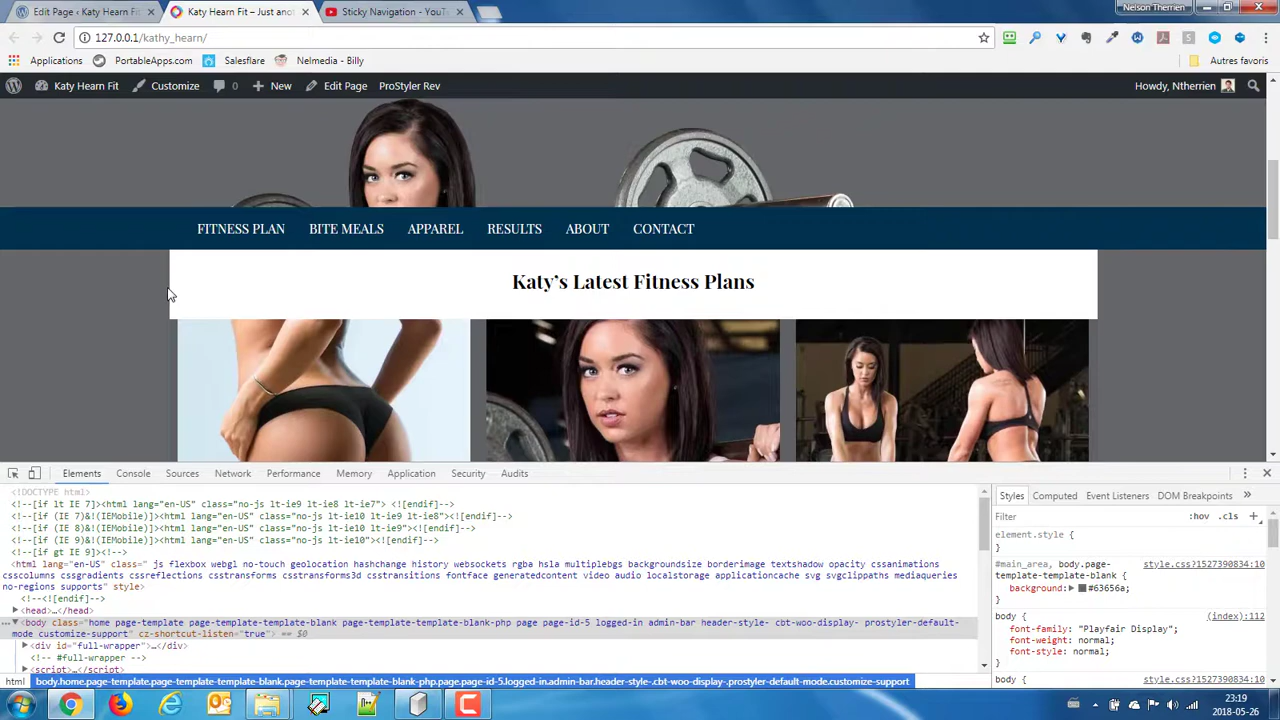 Edit Page ‹ Katy Hearn Fit
Katy Hearn Fit – Just anot
Sticky Navigation - YouT
Nelson Therrien
127.0.0.1/kathy_hearn/
Applications
PortableApps.com
Salesflare
Nelmedia - Billy
Autres favoris
Katy Hearn Fit
Customize
0
New
Edit Page
ProStyler Rev
Howdy, Ntherrien
FITNESS PLAN
BITE MEALS
APPAREL
RESULTS
ABOUT
CONTACT
Katy's Latest Fitness Plans
Elements
Console
Sources
Network
Performance
Memory
Application
Security
Audits
<!DOCTYPE html>
<!--[if lt IE 7]><html lang="en-US" class="no-js lt-ie9 lt-ie8 lt-ie7"> <![endif]-->
<!--[if (IE 7)&!(IEMobile)]><html lang="en-US" class="no-js lt-ie9 lt-ie8"><![endif]-->
<!--[if (IE 8)&!(IEMobile)]><html lang="en-US" class="no-js lt-ie10 lt-ie9"><![endif]-->
<!--[if (IE 9)&!(IEMobile)]><html lang="en-US" class="no-js lt-ie10"><![endif]-->
<!--[if gt IE 9]><!-->
<html lang="en-US" class=" js flexbox webgl no-touch geolocation hashchange history websockets rgba hsla multiplebgs backgroundsize borderimage textshadow opacity cssanimations
csscolumns cssgradients cssreflections csstransforms csstransforms3d csstransitions fontface generatedcontent video audio localstorage applicationcache svg svgclippaths mediaqueries
no-regions supports" style>
<!--<![endif]-->
<head>…</head>
<body class="home page-template page-template-template-blank page-template-template-blank-php page page-id-5 logged-in admin-bar header-style- cbt-woo-display- prostyler-default-
mode customize-support" cz-shortcut-listen="true"> == $0
<div id="full-wrapper">…</div>
<!-- #full-wrapper -->
<script>…</script>
html
body.home.page-template.page-template-template-blank.page-template-template-blank-php.page.page-id-5.logged-in.admin-bar.header-style-.cbt-woo-display-.prostyler-default-mode.customize-support
Styles
Computed
Event Listeners
DOM Breakpoints
»
Filter
:hov
.cls
+
element.style {
}
#main_area, body.page-
template-template-blank {
style.css?1527390834:10
background: #63656a;
}
body {
(index):112
font-family: "Playfair Display";
font-weight: normal;
font-style: normal;
}
body {
style.css?1527390834:10
23:19
2018-05-26